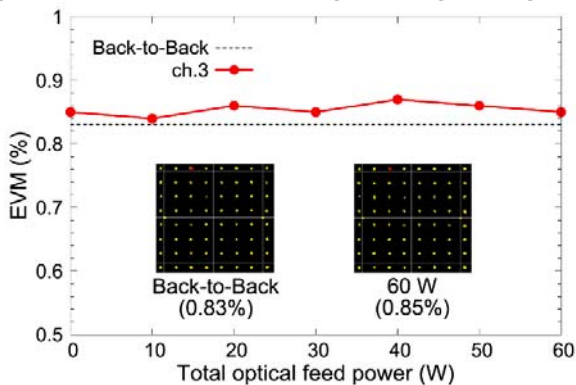 1
0.9
0.8
0.7
0.6
0.5
EVM (%)
Back-to-Back
ch.3
Back-to-Back
(0.83%)
60 W
(0.85%)
0 10 20 30 40 50 60
Total optical feed power (W)